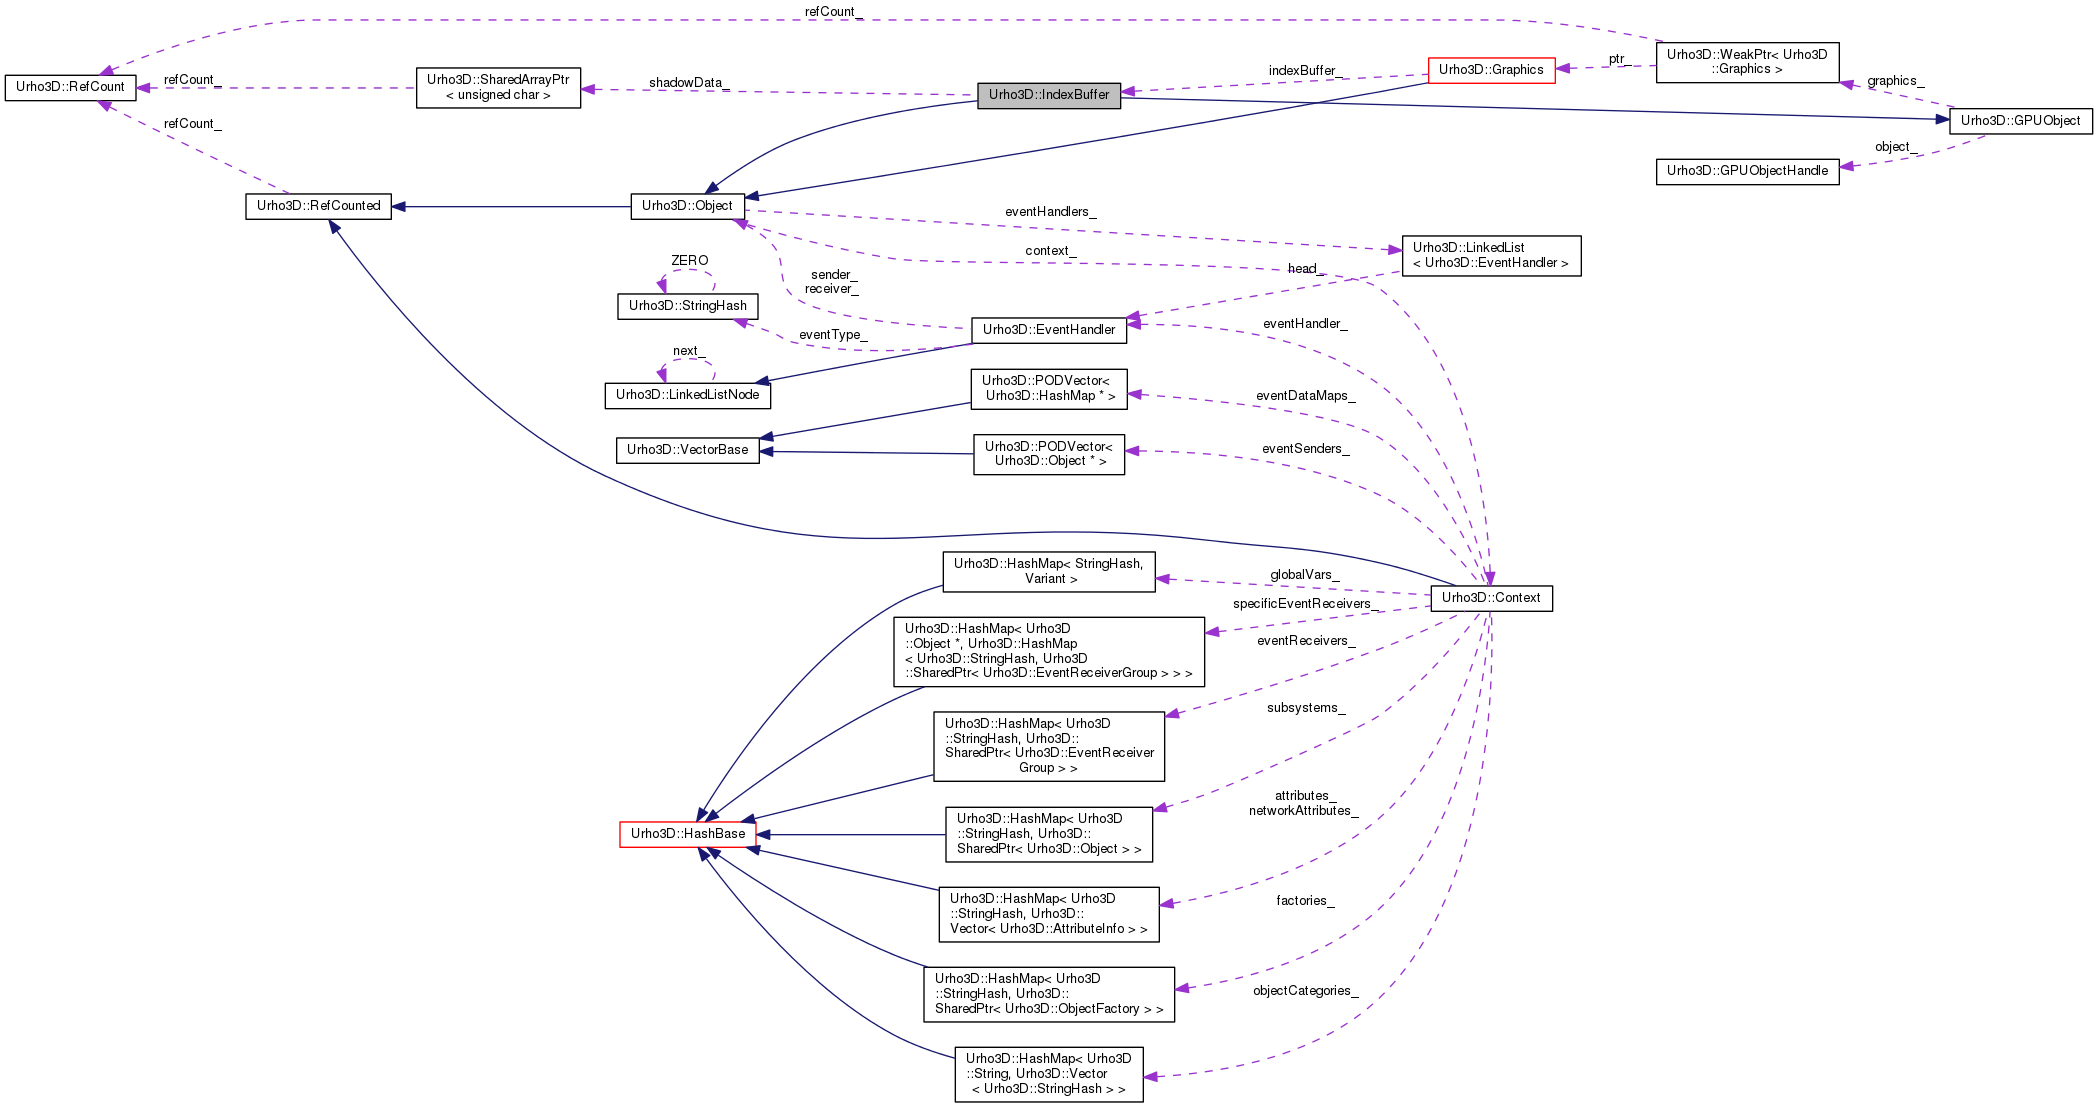 refCount_
Urho3D::RefCount
refCount_
Urho3D::SharedArrayPtr
< unsigned char >
shadowData_
Urho3D::IndexBuffer
indexBuffer_
Urho3D::Graphics
ptr_
Urho3D::WeakPtr< Urho3D
::Graphics >
graphics_
Urho3D::GPUObject
object_
Urho3D::GPUObjectHandle
refCount_
Urho3D::RefCounted
Urho3D::Object
eventHandlers_
context_
Urho3D::LinkedList
< Urho3D::EventHandler >
head_
ZERO
Urho3D::StringHash
sender_
receiver_
eventType_
Urho3D::EventHandler
eventHandler_
next_
Urho3D::LinkedListNode
Urho3D::PODVector<
Urho3D::HashMap * >
eventDataMaps_
Urho3D::VectorBase
Urho3D::PODVector<
Urho3D::Object * >
eventSenders_
Urho3D::HashMap< StringHash,
Variant >
globalVars_
Urho3D::Context
specificEventReceivers_
Urho3D::HashMap< Urho3D
::Object *, Urho3D::HashMap
< Urho3D::StringHash, Urho3D
::SharedPtr< Urho3D::EventReceiverGroup > > >
eventReceivers_
Urho3D::HashMap< Urho3D
::StringHash, Urho3D::
SharedPtr< Urho3D::EventReceiver
Group > >
subsystems_
Urho3D::HashBase
Urho3D::HashMap< Urho3D
::StringHash, Urho3D::
SharedPtr< Urho3D::Object > >
attributes_
networkAttributes_
Urho3D::HashMap< Urho3D
::StringHash, Urho3D::
Vector< Urho3D::AttributeInfo > >
factories_
Urho3D::HashMap< Urho3D
::StringHash, Urho3D::
SharedPtr< Urho3D::ObjectFactory > >
objectCategories_
Urho3D::HashMap< Urho3D
::String, Urho3D::Vector
< Urho3D::StringHash > >